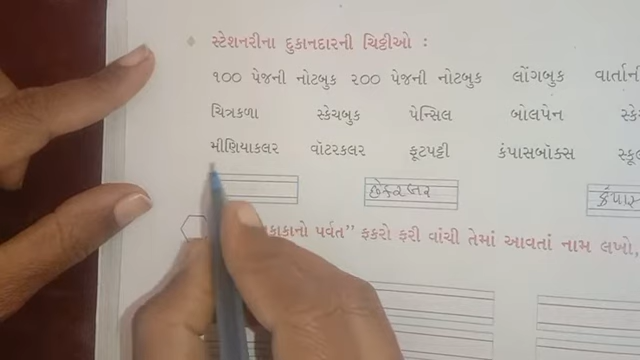 સ્ટેશનરીના દુકાનદારની ચિઠ્ઠીઓ :
૧૦૦ પેજની નોટબુક ૨૦૦ પેજની નોટબુક લોંગબુક વાર્તાની
ચિત્રકળા સ્કેચબુક પેન્સિલ બોલપેન સ્કે
મીણિયાકલર વૉટરકલર ફૂટપટ્ટી કંપાસબૉક્સ સ્કૂલ
કંપાસ
કાકાનો પર્વત" ફકરો ફરી વાંચી તેમાં આવતાં નામ લખો,